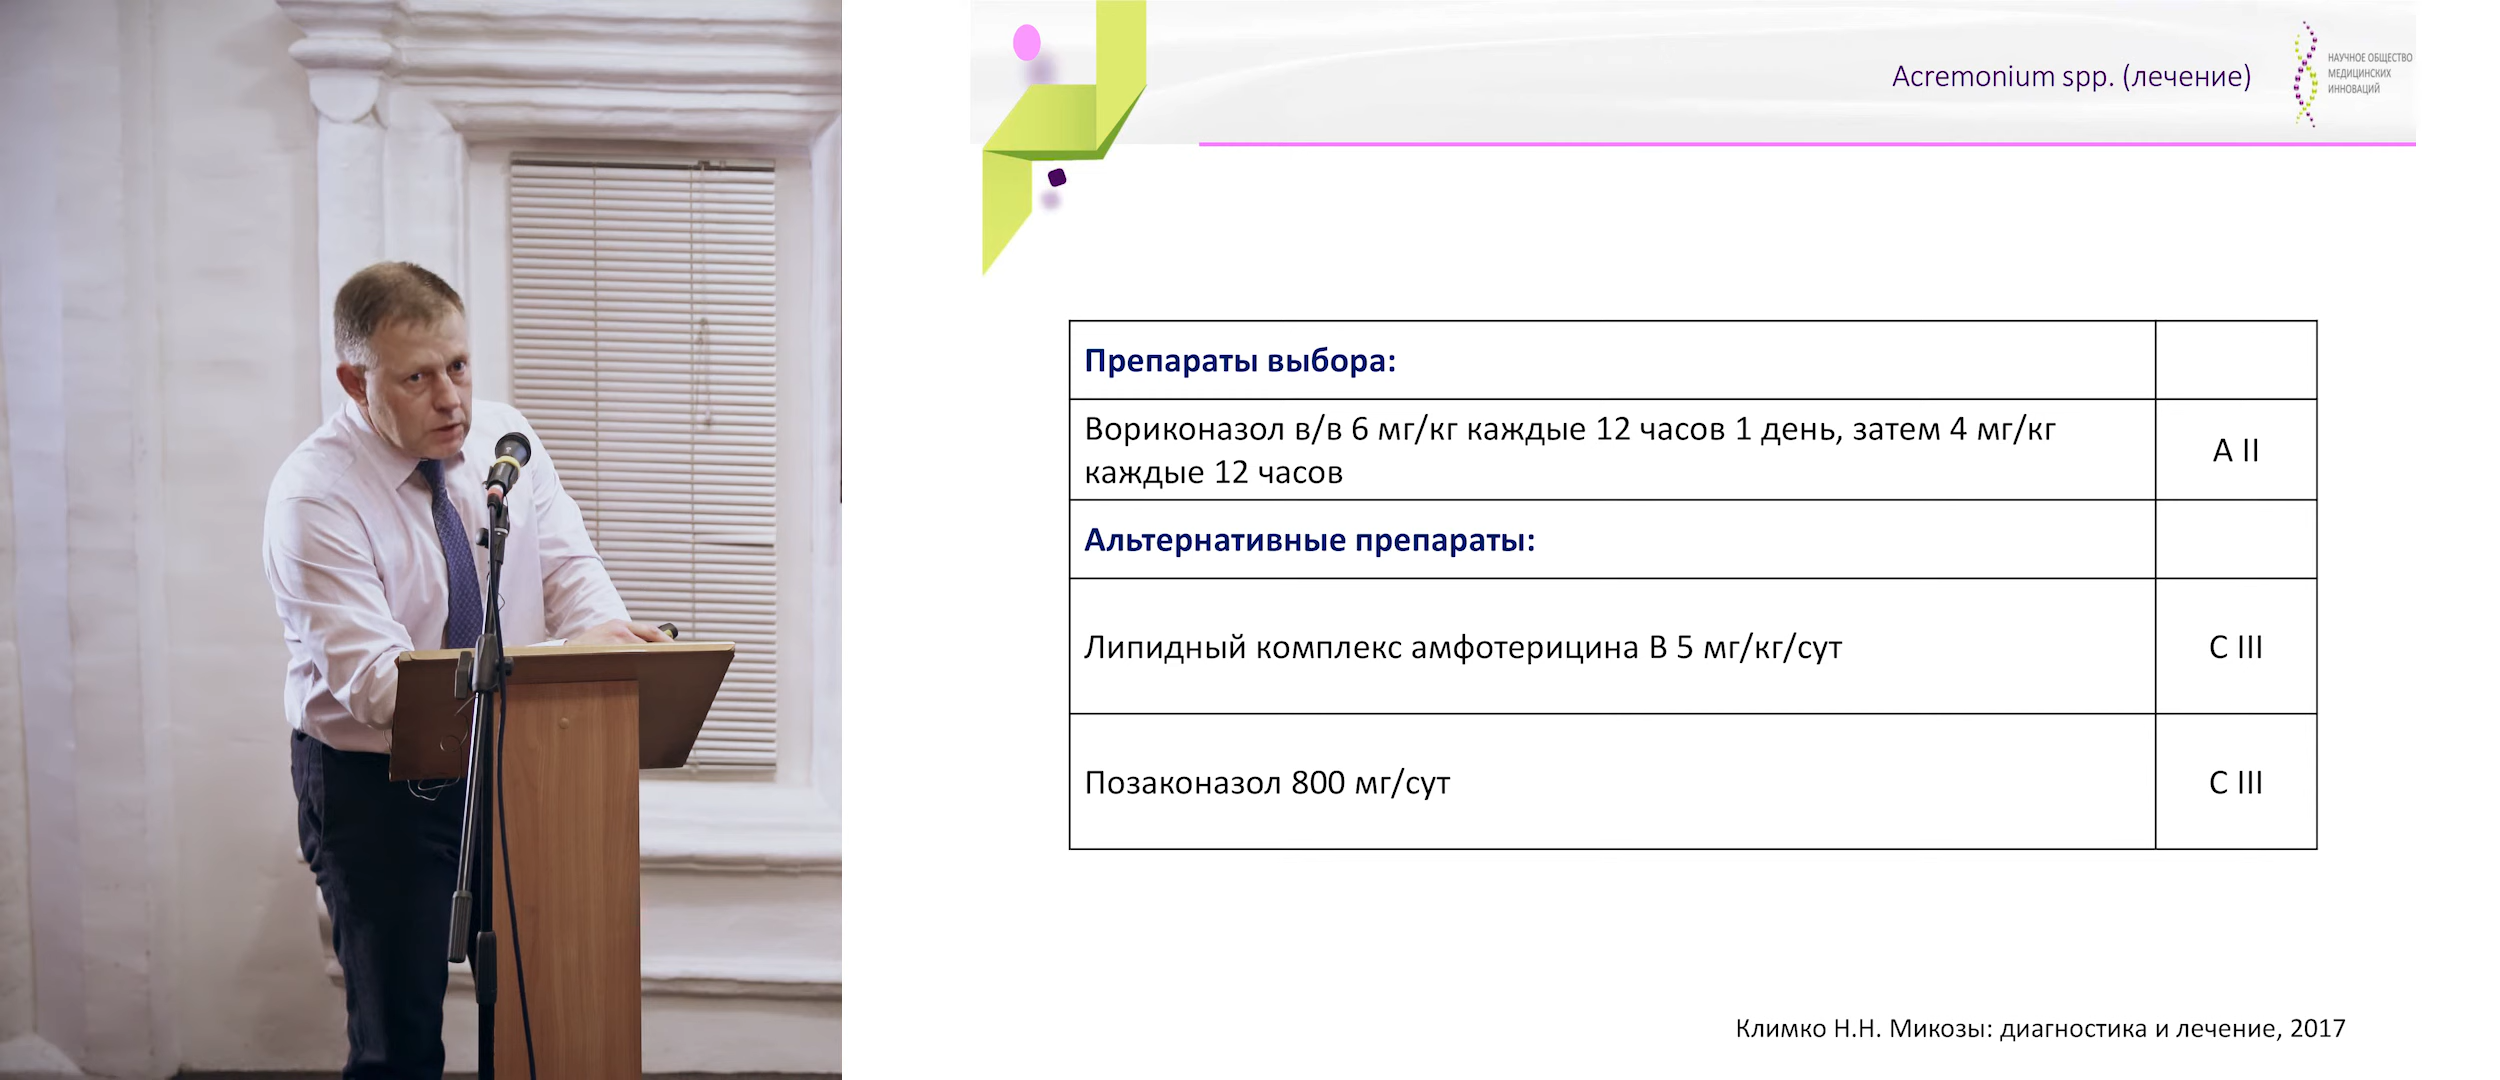 Acremonium spp. (лечение)
НАУЧНОЕ ОБЩЕСТВО
МЕДИЦИНСКИХ
ИННОВАЦИЙ
Препараты выбора:
Вориконазол в/в 6 мг/кг каждые 12 часов 1 день, затем 4 мг/кг
каждые 12 часов
A II
Альтернативные препараты:
Липидный комплекс амфотерицина В 5 мг/кг/сут
C III
Позаконазол 800 мг/сут
C III
Климко Н.Н. Микозы: диагностика и лечение, 2017